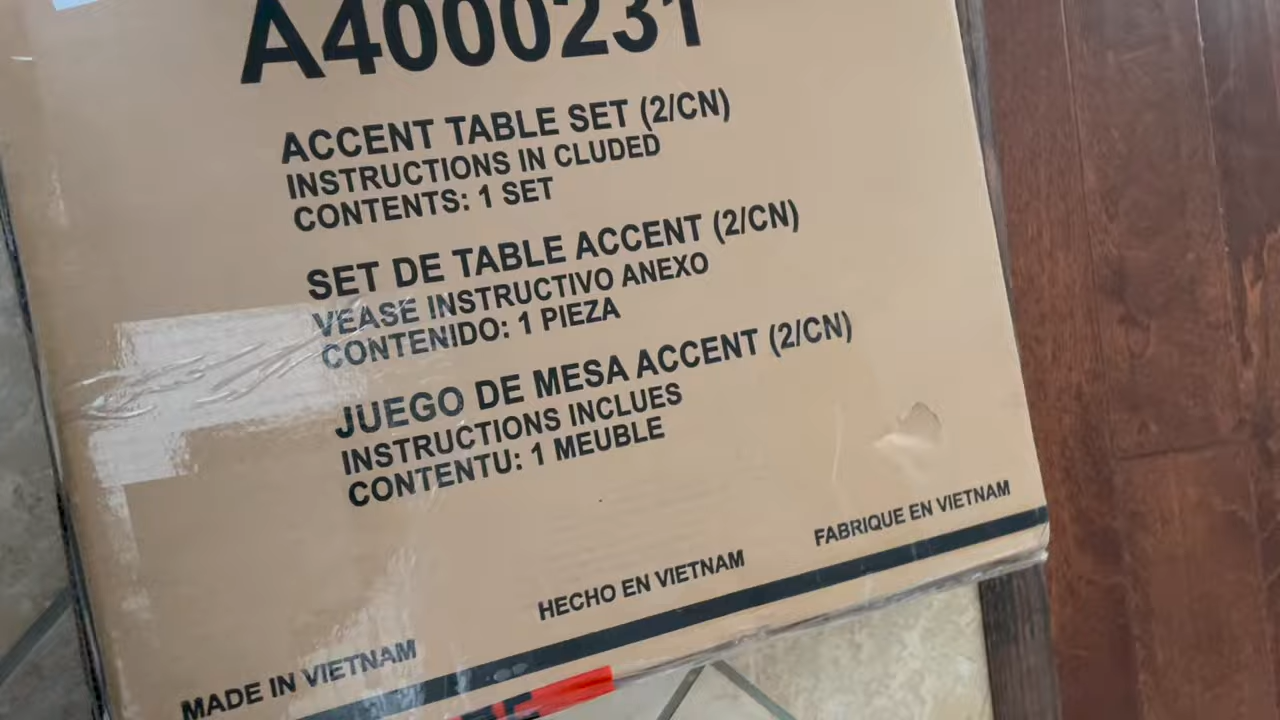 A4000231
ACCENT TABLE SET (2/CN)
INSTRUCTIONS IN CLUDED
CONTENTS: 1 SET
SET DE TABLE ACCENT (2/CN)
VEASE INSTRUCTIVO ANEXO
CONTENIDO: 1 PIEZA
JUEGO DE MESA ACCENT (2/CN)
INSTRUCTIONS INCLUES
CONTENTU: 1 MEUBLE
MADE IN VIETNAM
HECHO EN VIETNAM
FABRIQUE EN VIETNAM